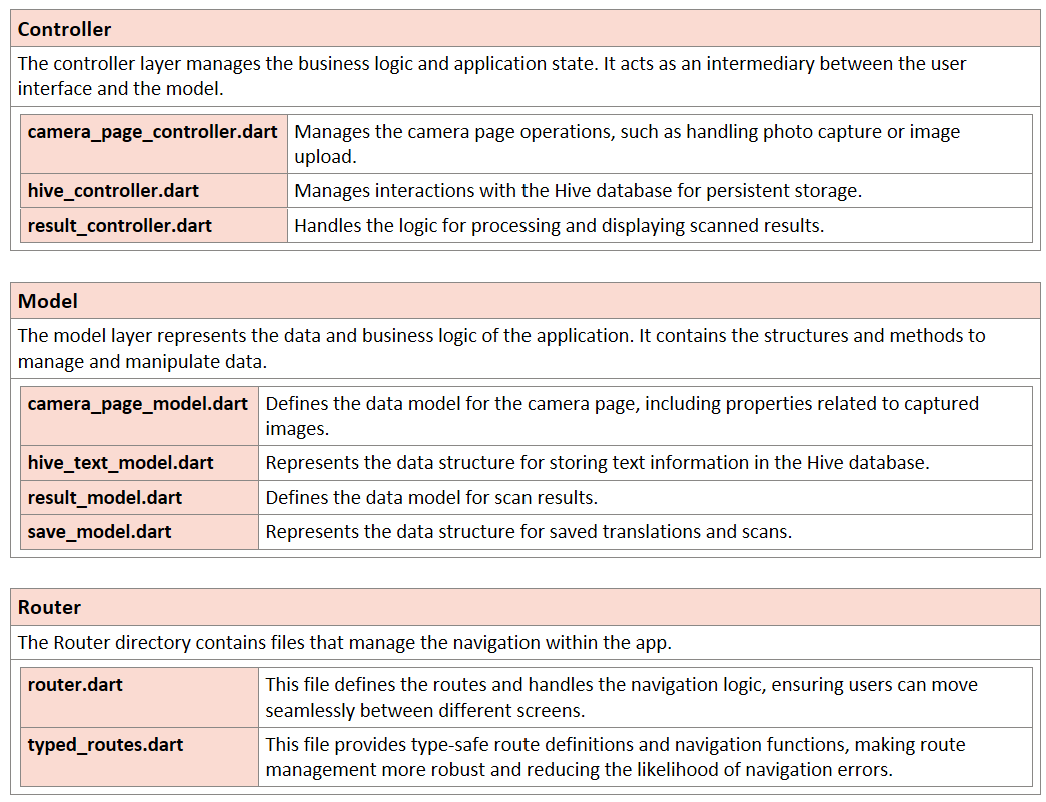 Controller
The controller layer manages the business logic and application state. It acts as an intermediary between the user
interface and the model.
camera_page_controller.dart Manages the camera page operations, such as handling photo capture or image
upload.
hive_controller.dart Manages interactions with the Hive database for persistent storage.
result_controller.dart Handles the logic for processing and displaying scanned results.
Model
The model layer represents the data and business logic of the application. It contains the structures and methods to
manage and manipulate data.
camera_page_model.dart Defines the data model for the camera page, including properties related to captured
images.
hive_text_model.dart Represents the data structure for storing text information in the Hive database.
result_model.dart Defines the data model for scan results.
save_model.dart Represents the data structure for saved translations and scans.
Router
The Router directory contains files that manage the navigation within the app.
router.dart This file defines the routes and handles the navigation logic, ensuring users can move
seamlessly between different screens.
typed_routes.dart This file provides type-safe route definitions and navigation functions, making route
management more robust and reducing the likelihood of navigation errors.